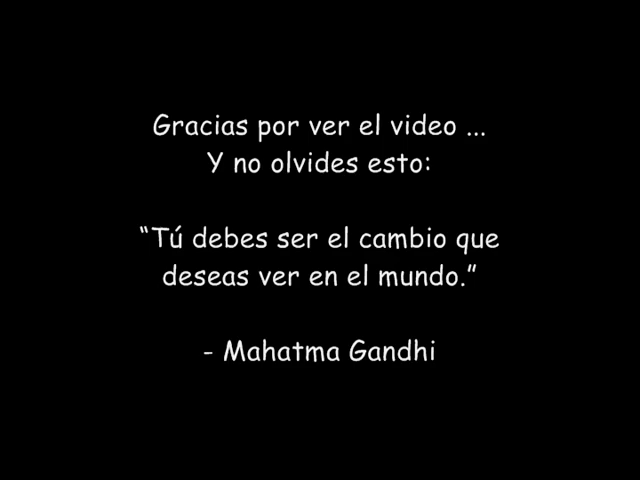 Gracias por ver el video ...
Y no olvides esto:
“Tú debes ser el cambio que
deseas ver en el mundo.”
- Mahatma Gandhi